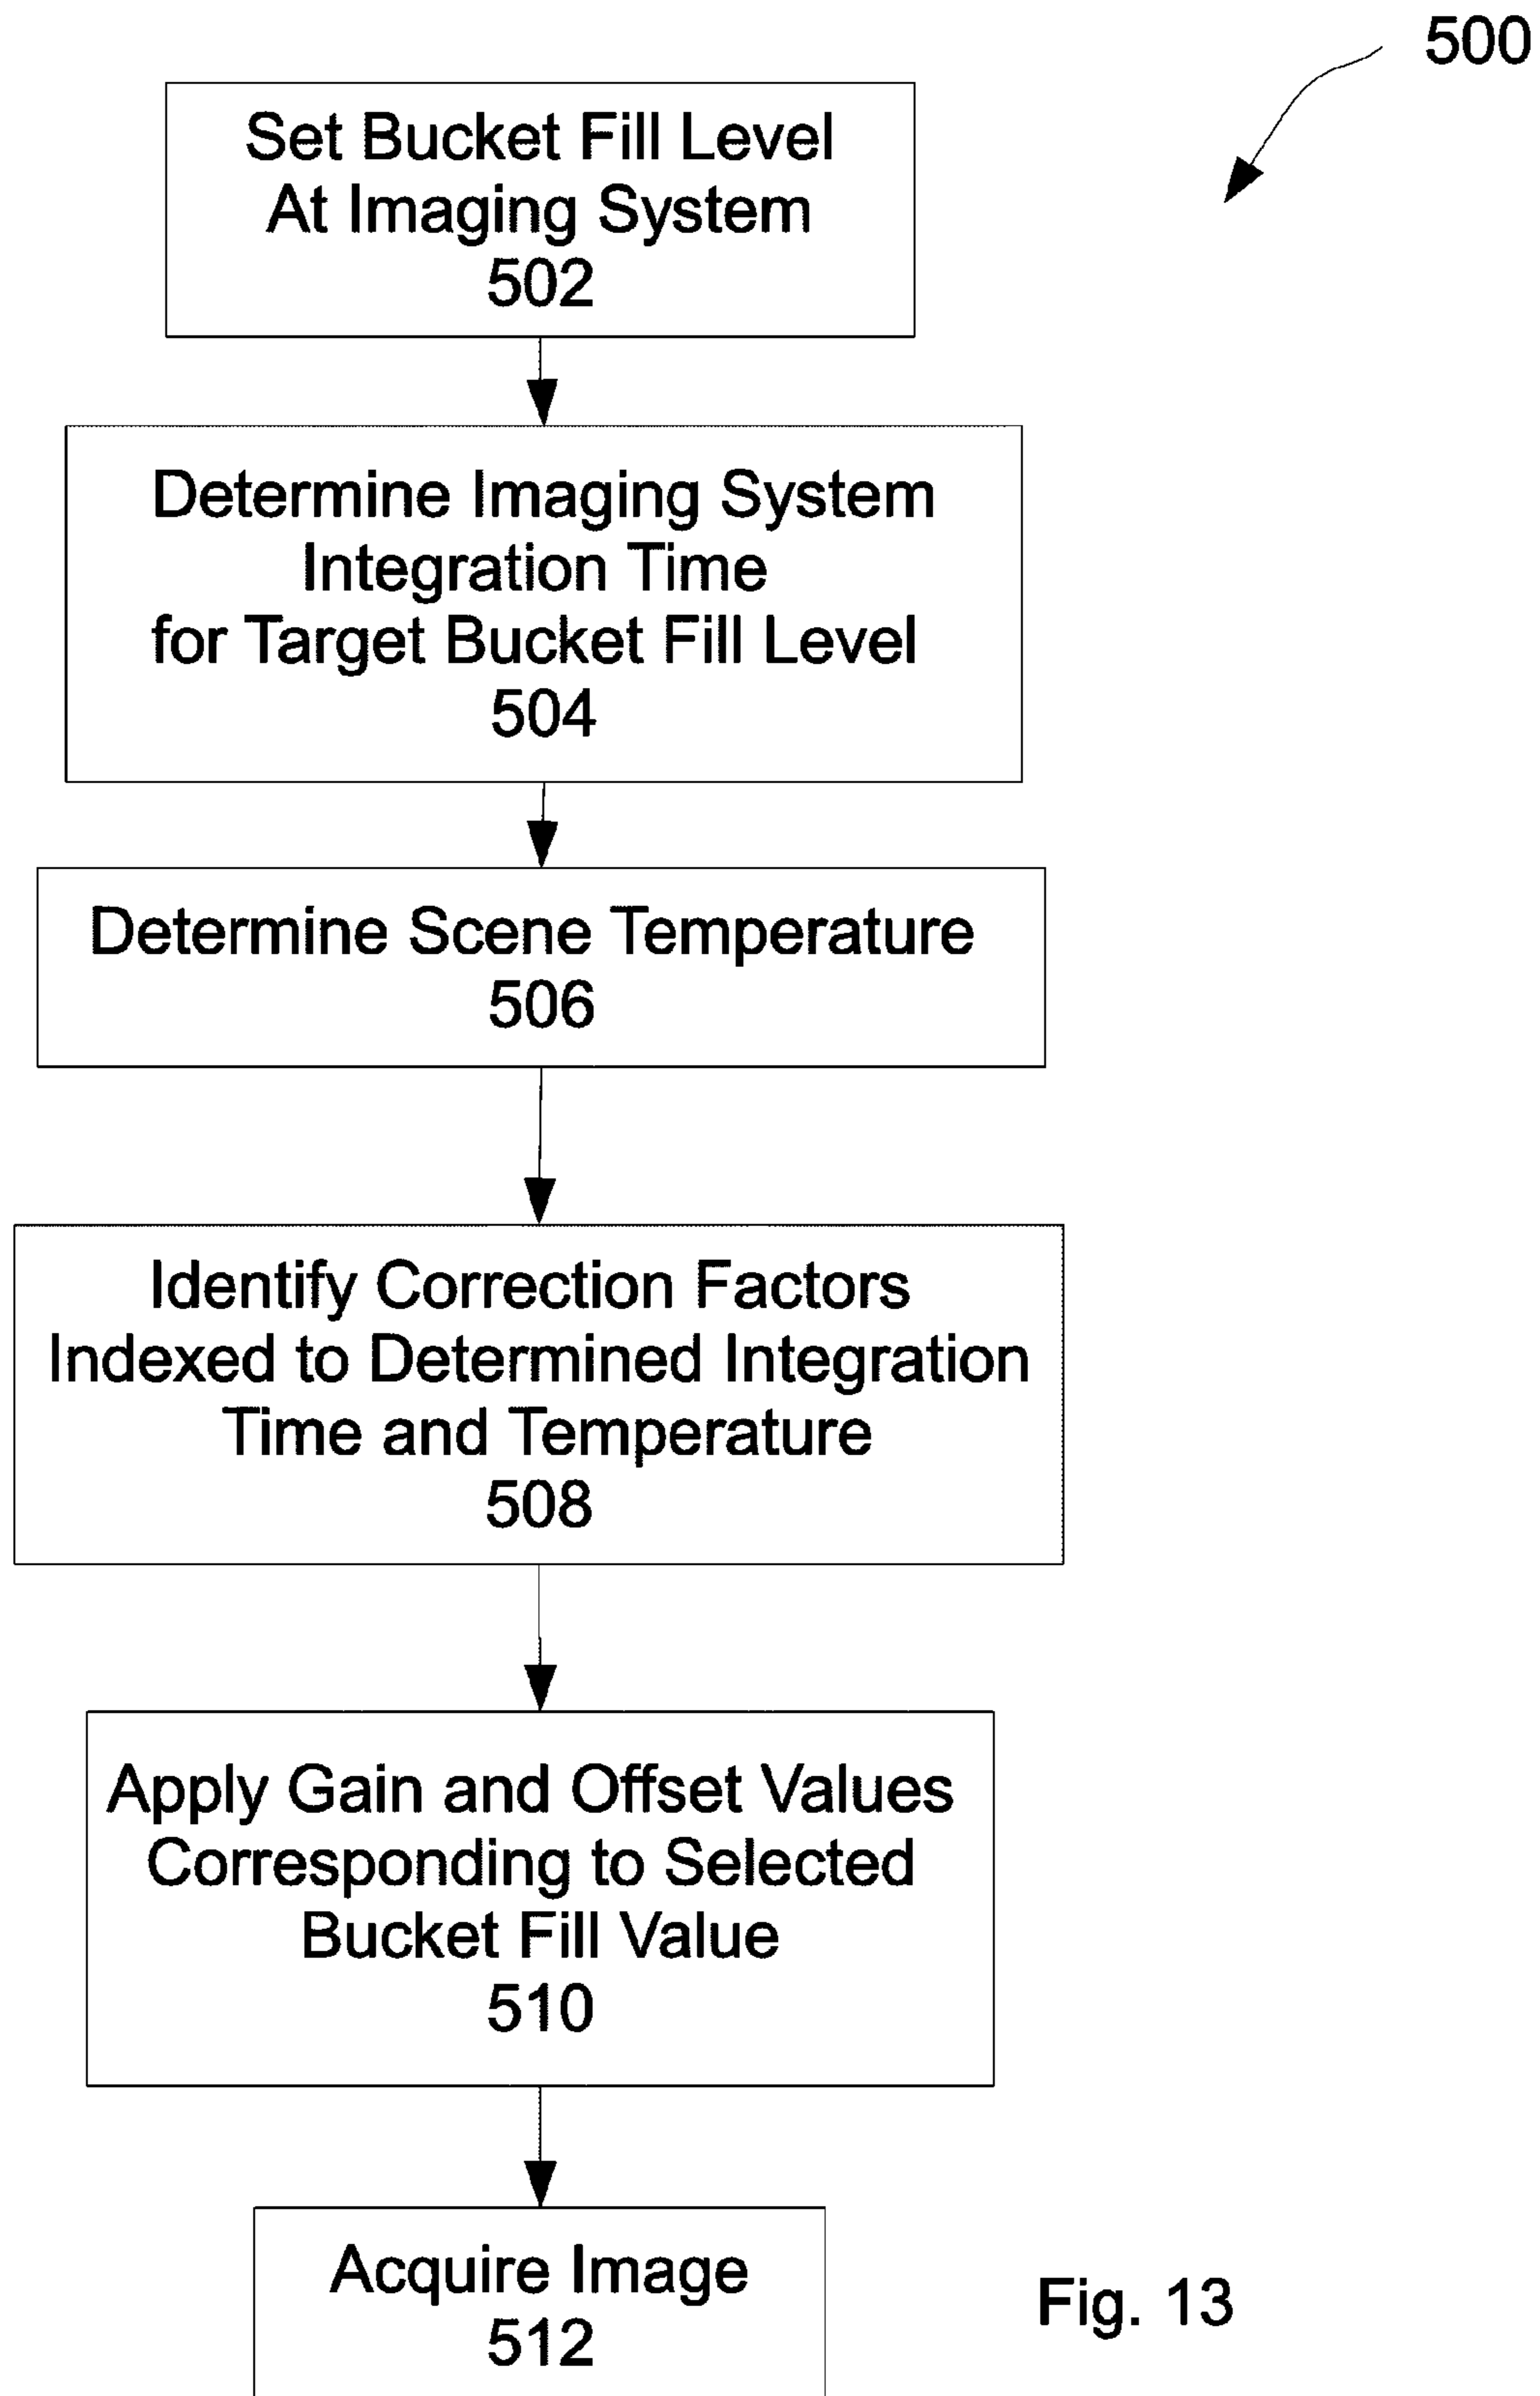 500
Set Bucket Fill Level
At Imaging System
502
Determine Imaging System
Integration Time
for Target Bucket Fill Level
504
Determine Scene Temperature
506
Identify Correction Factors
Indexed to Determined Integration
Time and Temperature
508
Apply Gain and Offset Values
Corresponding to Selected
Bucket Fill Value
510
Acquire Image
512
Fig. 13